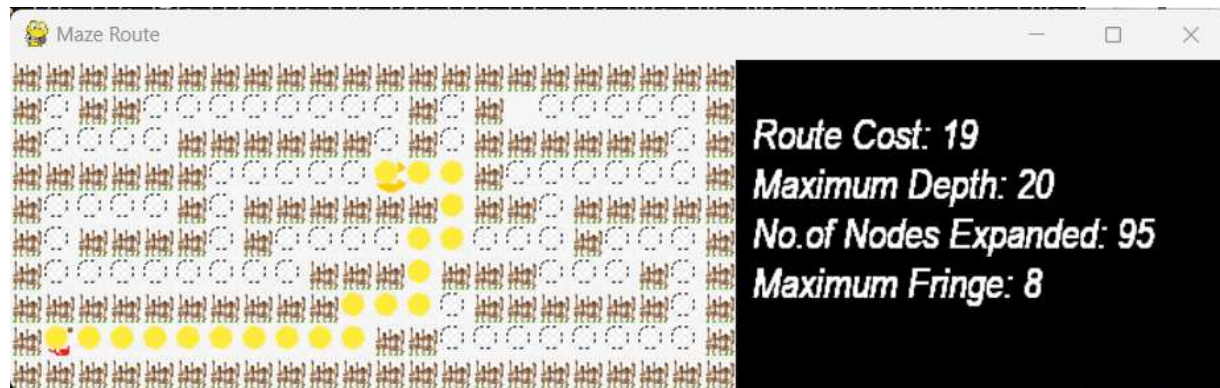 Maze Route
Route Cost: 19
Maximum Depth: 20
No.of Nodes Expanded: 95
Maximum Fringe: 8